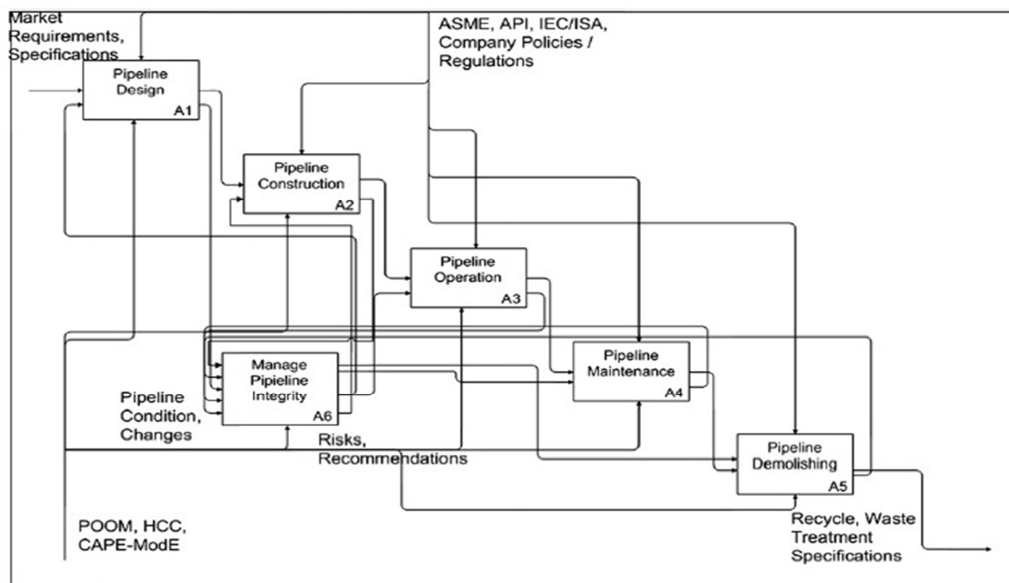 Market
Requirements,
Specifications
ASME, API, IEC/ISA,
Company Policies /
Regulations
Pipeline
Design
A1
Pipeline
Construction
A2
Pipeline
Operation
A3
Manage
Pipieline
Integrity
A6
Pipeline
Maintenance
A4
Pipeline
Condition,
Changes
Risks,
Recommendations
Pipeline
Demolishing
A5
POOM, HCC,
CAPE-ModE
Recycle, Waste
Treatment
Specifications